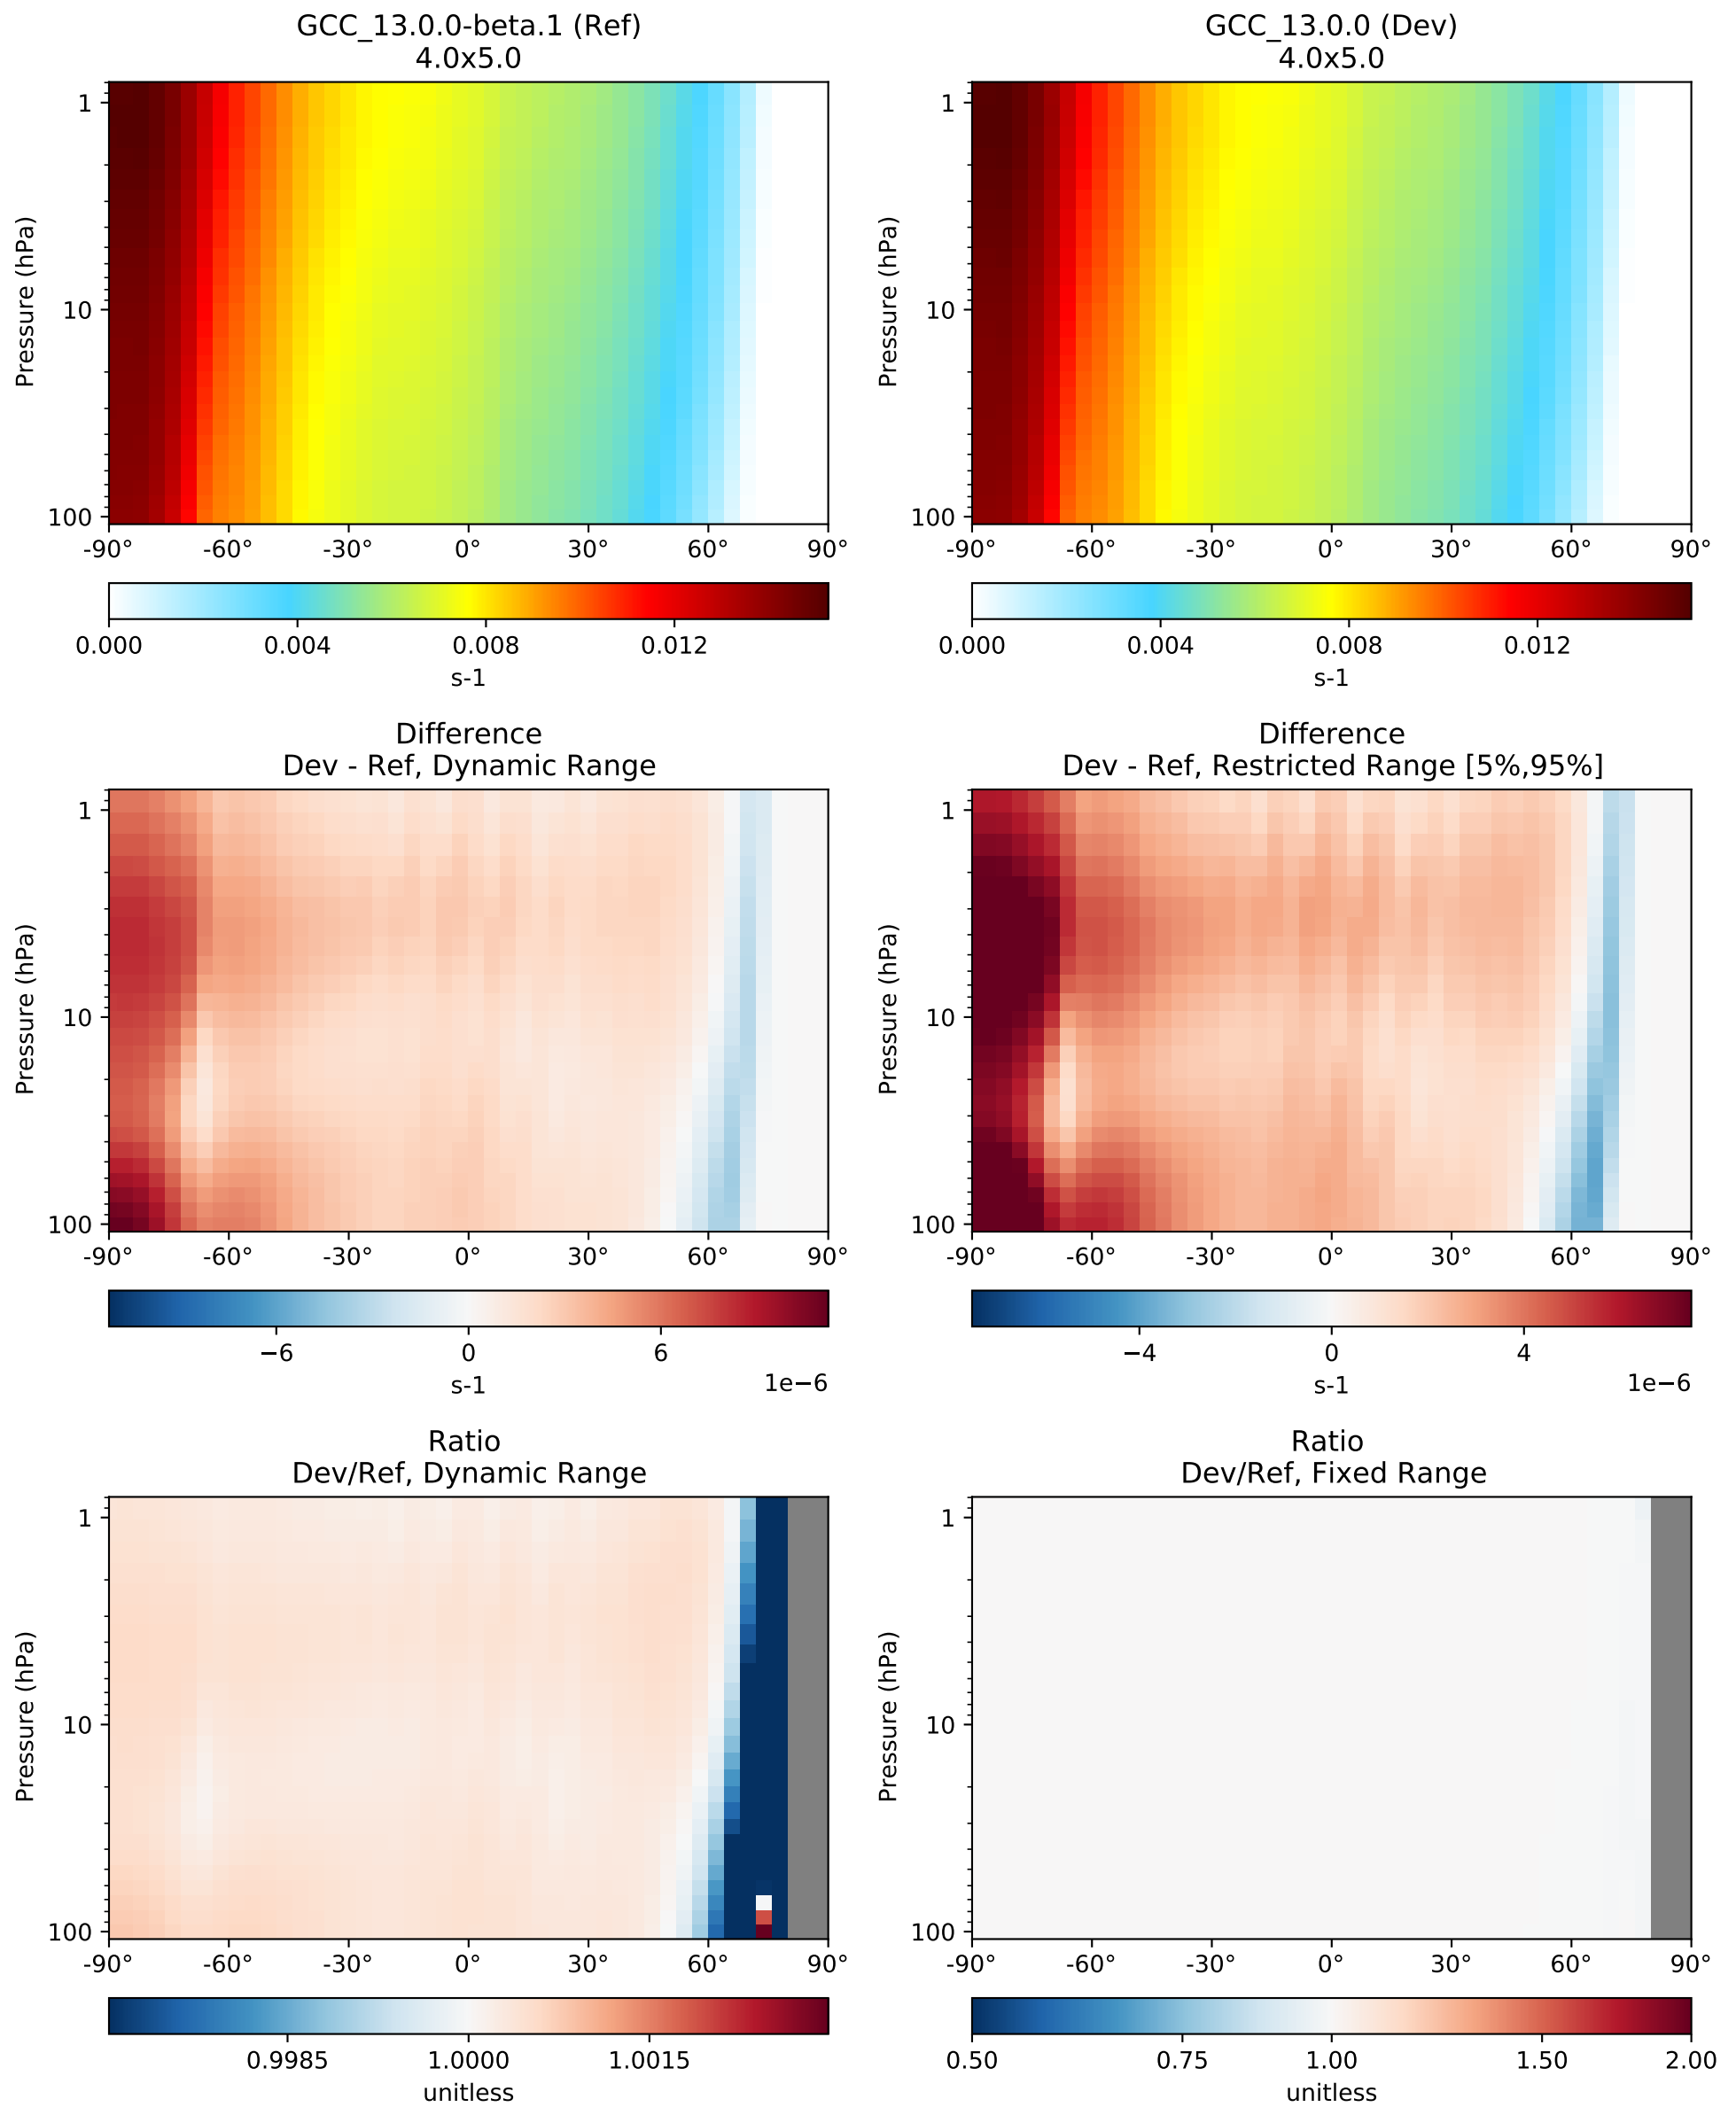 GCC_13.0.0-beta.1 (Ref)
4.0x5.0
Pressure (hPa)
1
10
100
-90° -60° -30° 0° 30° 60° 90°
0.000 0.004 0.008 0.012
s-1
GCC_13.0.0 (Dev)
4.0x5.0
Pressure (hPa)
1
10
100
-90° -60° -30° 0° 30° 60° 90°
0.000 0.004 0.008 0.012
s-1
Difference
Dev - Ref, Dynamic Range
Pressure (hPa)
1
10
100
-90° -60° -30° 0° 30° 60° 90°
−6 0 6
s-1 1e−6
Difference
Dev - Ref, Restricted Range [5%,95%]
Pressure (hPa)
1
10
100
-90° -60° -30° 0° 30° 60° 90°
−4 0 4
s-1 1e−6
Ratio
Dev/Ref, Dynamic Range
Pressure (hPa)
1
10
100
-90° -60° -30° 0° 30° 60° 90°
0.9985 1.0000 1.0015
unitless
Ratio
Dev/Ref, Fixed Range
Pressure (hPa)
1
10
100
-90° -60° -30° 0° 30° 60° 90°
0.50 0.75 1.00 1.50 2.00
unitless